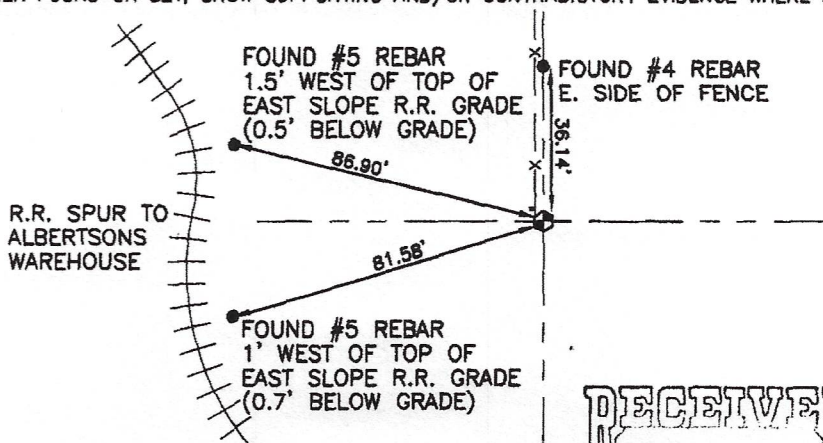 FOUND #5 REBAR
1.5' WEST OF TOP OF
EAST SLOPE R.R. GRADE
(0.5' BELOW GRADE)
FOUND #4 REBAR
E. SIDE OF FENCE
36.14'
86.90'
R.R. SPUR TO
ALBERTSONS
WAREHOUSE
81.58'
FOUND #5 REBAR
1' WEST OF TOP OF
EAST SLOPE R.R. GRADE
(0.7' BELOW GRADE)